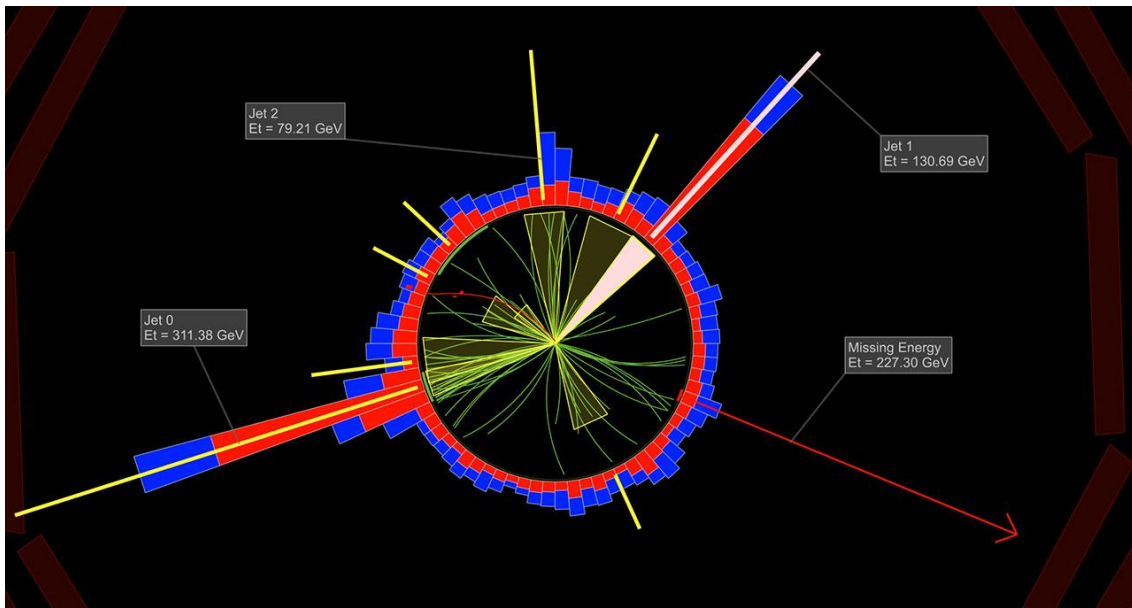 Jet 2
Et = 79.21 GeV
Jet 1
Et = 130.69 GeV
Jet 0
Et = 311.38 GeV
Missing Energy
Et = 227.30 GeV